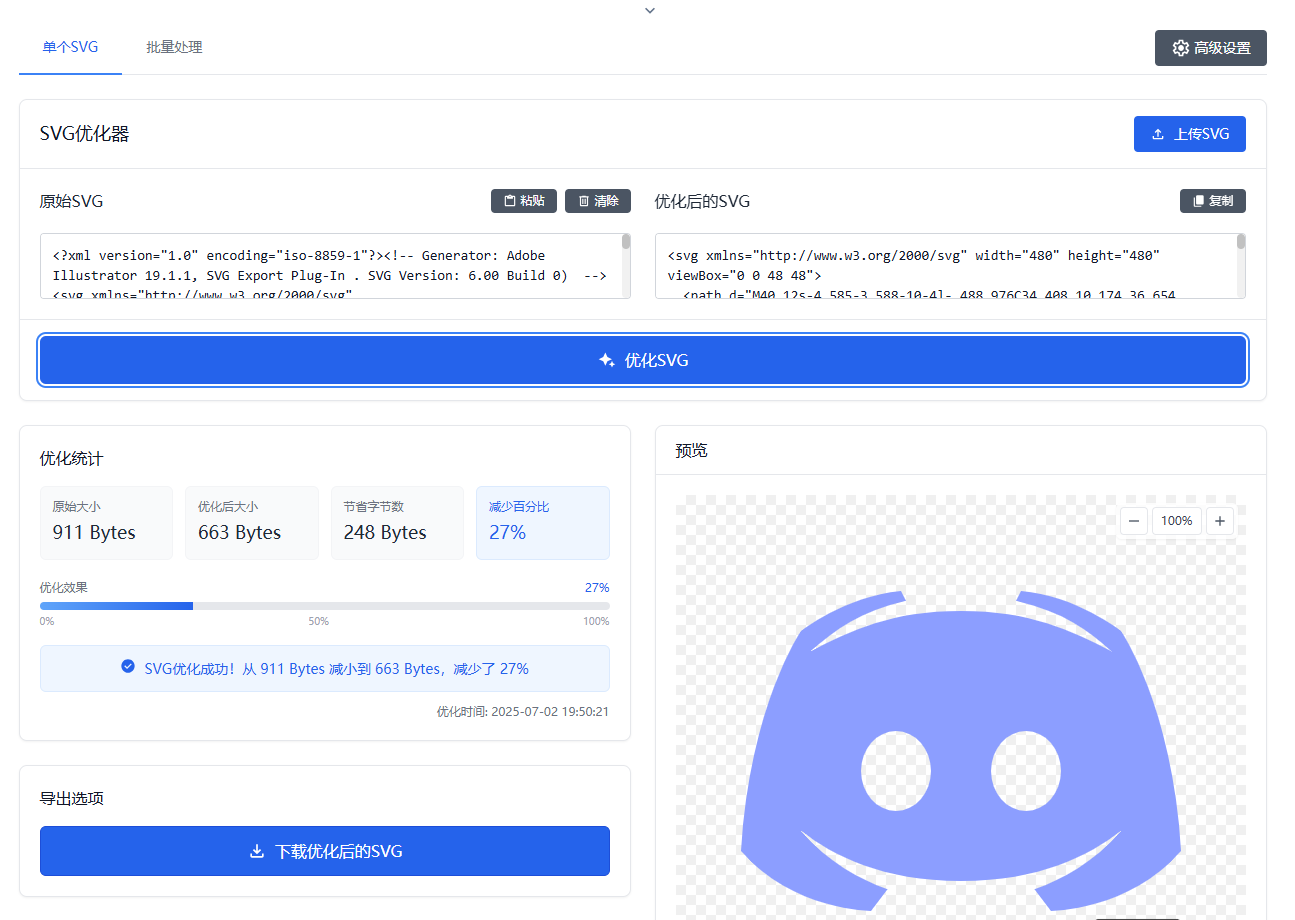 单个SVG
批量处理
高级设置
SVG优化器
上传SVG
原始SVG
粘贴
清除
优化后的SVG
复制
<?xml version="1.0" encoding="iso-8859-1"?><!-- Generator: Adobe
Illustrator 19.1.1, SVG Export Plug-In . SVG Version: 6.00 Build 0)  -->
<svg xmlns="http://www.w3.org/2000/svg"
<svg xmlns="http://www.w3.org/2000/svg" width="480" height="480"
viewBox="0 0 48 48">
<path d="M40 12s-4.585-3.588-10-4l-.488.976C34.408 10.174 36.654
优化SVG
优化统计
原始大小
911 Bytes
优化后大小
663 Bytes
节省字节数
248 Bytes
减少百分比
27%
优化效果
27%
0%
50%
100%
SVG优化成功！从 911 Bytes 减小到 663 Bytes，减少了 27%
优化时间: 2025-07-02 19:50:21
导出选项
下载优化后的SVG
预览
100%